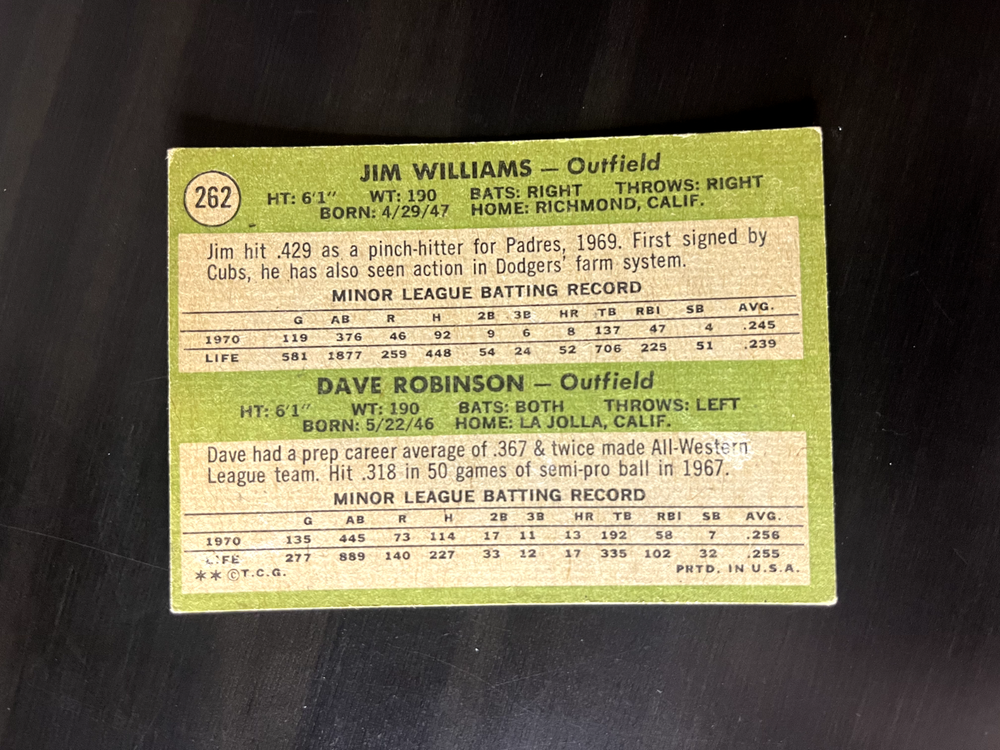 JIM WILLIAMS — Outfield
262
HT: 6'1" WT: 190 BATS: RIGHT THROWS: RIGHT
BORN: 4/29/47 HOME: RICHMOND, CALIF.
Jim hit .429 as a pinch-hitter for Padres, 1969. First signed by
Cubs, he has also seen action in Dodgers' farm system.
MINOR LEAGUE BATTING RECORD
G AB R H 2B 3B HR TB RBI SB AVG.
1970 119 376 46 92 9 6 8 137 47 4 .245
LIFE 581 1877 259 448 54 24 52 706 225 51 .239
DAVE ROBINSON — Outfield
HT: 6'1" WT: 190 BATS: BOTH THROWS: LEFT
BORN: 5/22/46 HOME: LA JOLLA, CALIF.
Dave had a prep career average of .367 & twice made All-Western
League team. Hit .318 in 50 games of semi-pro ball in 1967.
MINOR LEAGUE BATTING RECORD
G AB R H 2B 3B HR TB RBI SB AVG.
1970 135 445 73 114 17 11 13 192 58 7 .256
LIFE 277 889 140 227 33 12 17 335 102 32 .255
** ©T.C.G. PRTD. IN U.S.A.